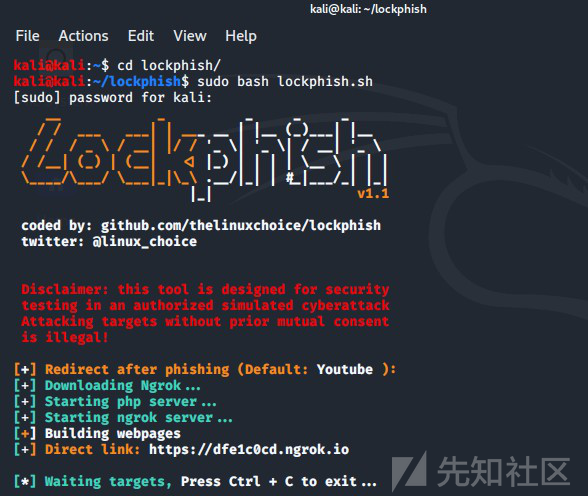 kali@kali: ~/lockphish
File Actions Edit View Help
kali@kali:~$ cd lockphish/
kali@kali:~/lockphish$ sudo bash lockphish.sh
[sudo] password for kali:
Lockphish
v1.1
coded by: github.com/thelinuxchoice/lockphish
twitter: @linux_choice
Disclaimer: this tool is designed for security
testing in an authorized simulated cyberattack
Attacking targets without prior mutual consent
is illegal!
[+] Redirect after phishing (Default: Youtube ):
[+] Downloading Ngrok...
[+] Starting php server...
[+] Starting ngrok server...
[+] Building webpages
[+] Direct link: https://dfe1c0cd.ngrok.io
[*] Waiting targets, Press Ctrl + C to exit...
先知社区